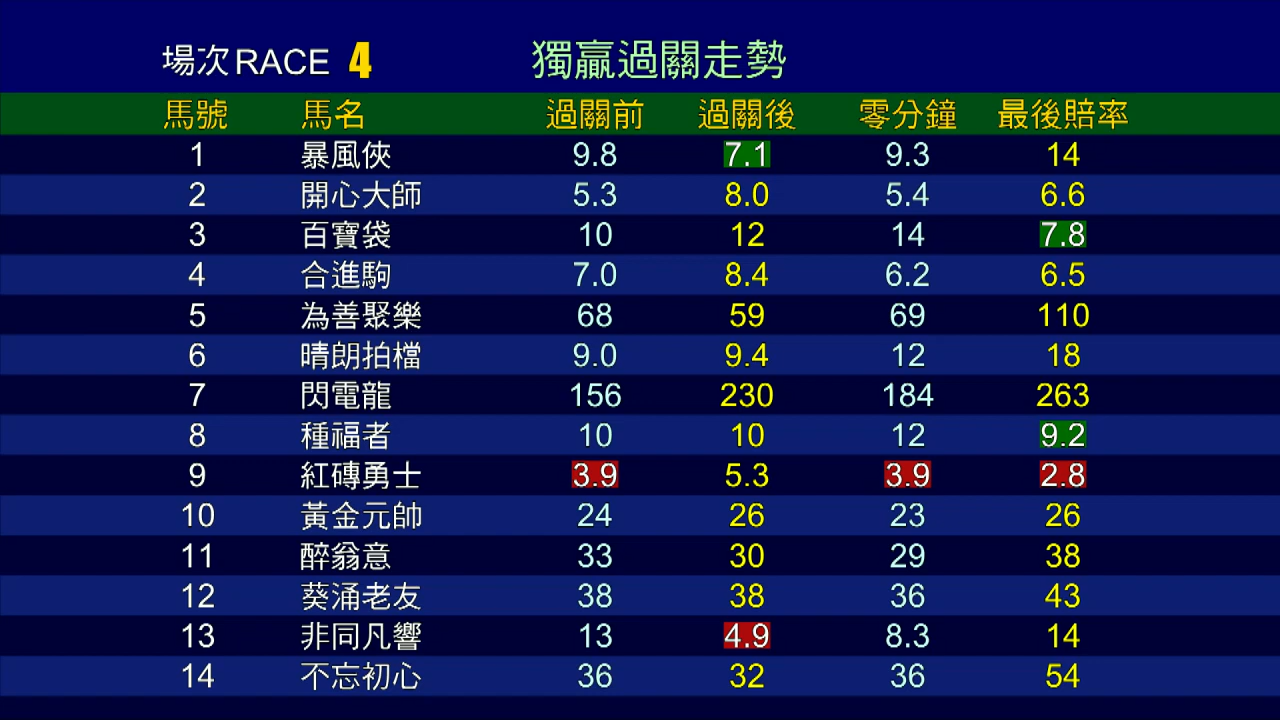 場次RACE 4 獨贏過關走勢
馬號 馬名 過關前 過關後 零分鐘 最後賠率
1 暴風俠 9.8 7.1 9.3 14
2 開心大師 5.3 8.0 5.4 6.6
3 百寶袋 10 12 14 7.8
4 合進駒 7.0 8.4 6.2 6.5
5 為善聚樂 68 59 69 110
6 晴朗拍檔 9.0 9.4 12 18
7 閃電龍 156 230 184 263
8 種福者 10 10 12 9.2
9 紅磚勇士 3.9 5.3 3.9 2.8
10 黃金元帥 24 26 23 26
11 醉翁意 33 30 29 38
12 葵涌老友 38 38 36 43
13 非同凡響 13 4.9 8.3 14
14 不忘初心 36 32 36 54